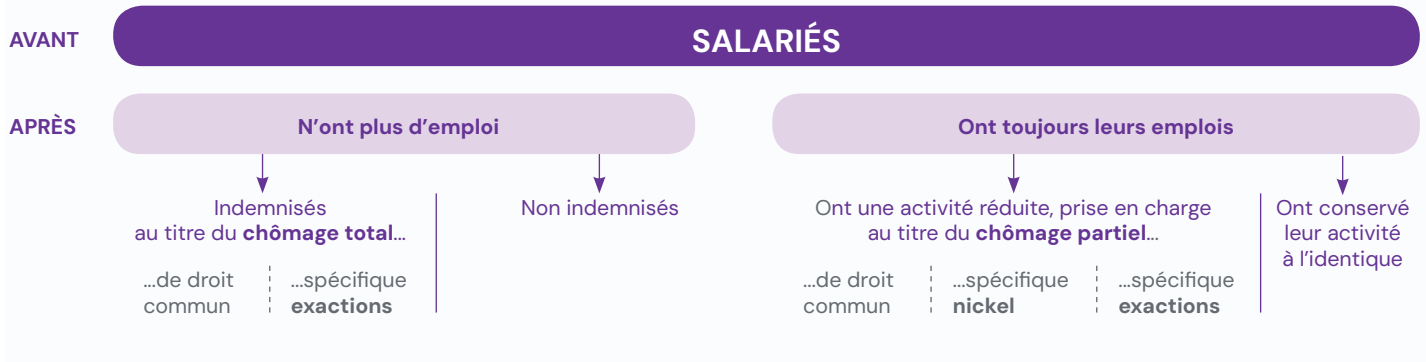 AVANT
SALARIÉS
APRÈS
N’ont plus d’emploi
Ont toujours leurs emplois
Indemnisés
au titre du chômage total...
Non indemnisés
Ont une activité réduite, prise en charge
au titre du chômage partiel...
Ont conservé
leur activité
à l’identique
...de droit
commun
...spécifique
exactions
...de droit
commun
...spécifique
nickel
...spécifique
exactions